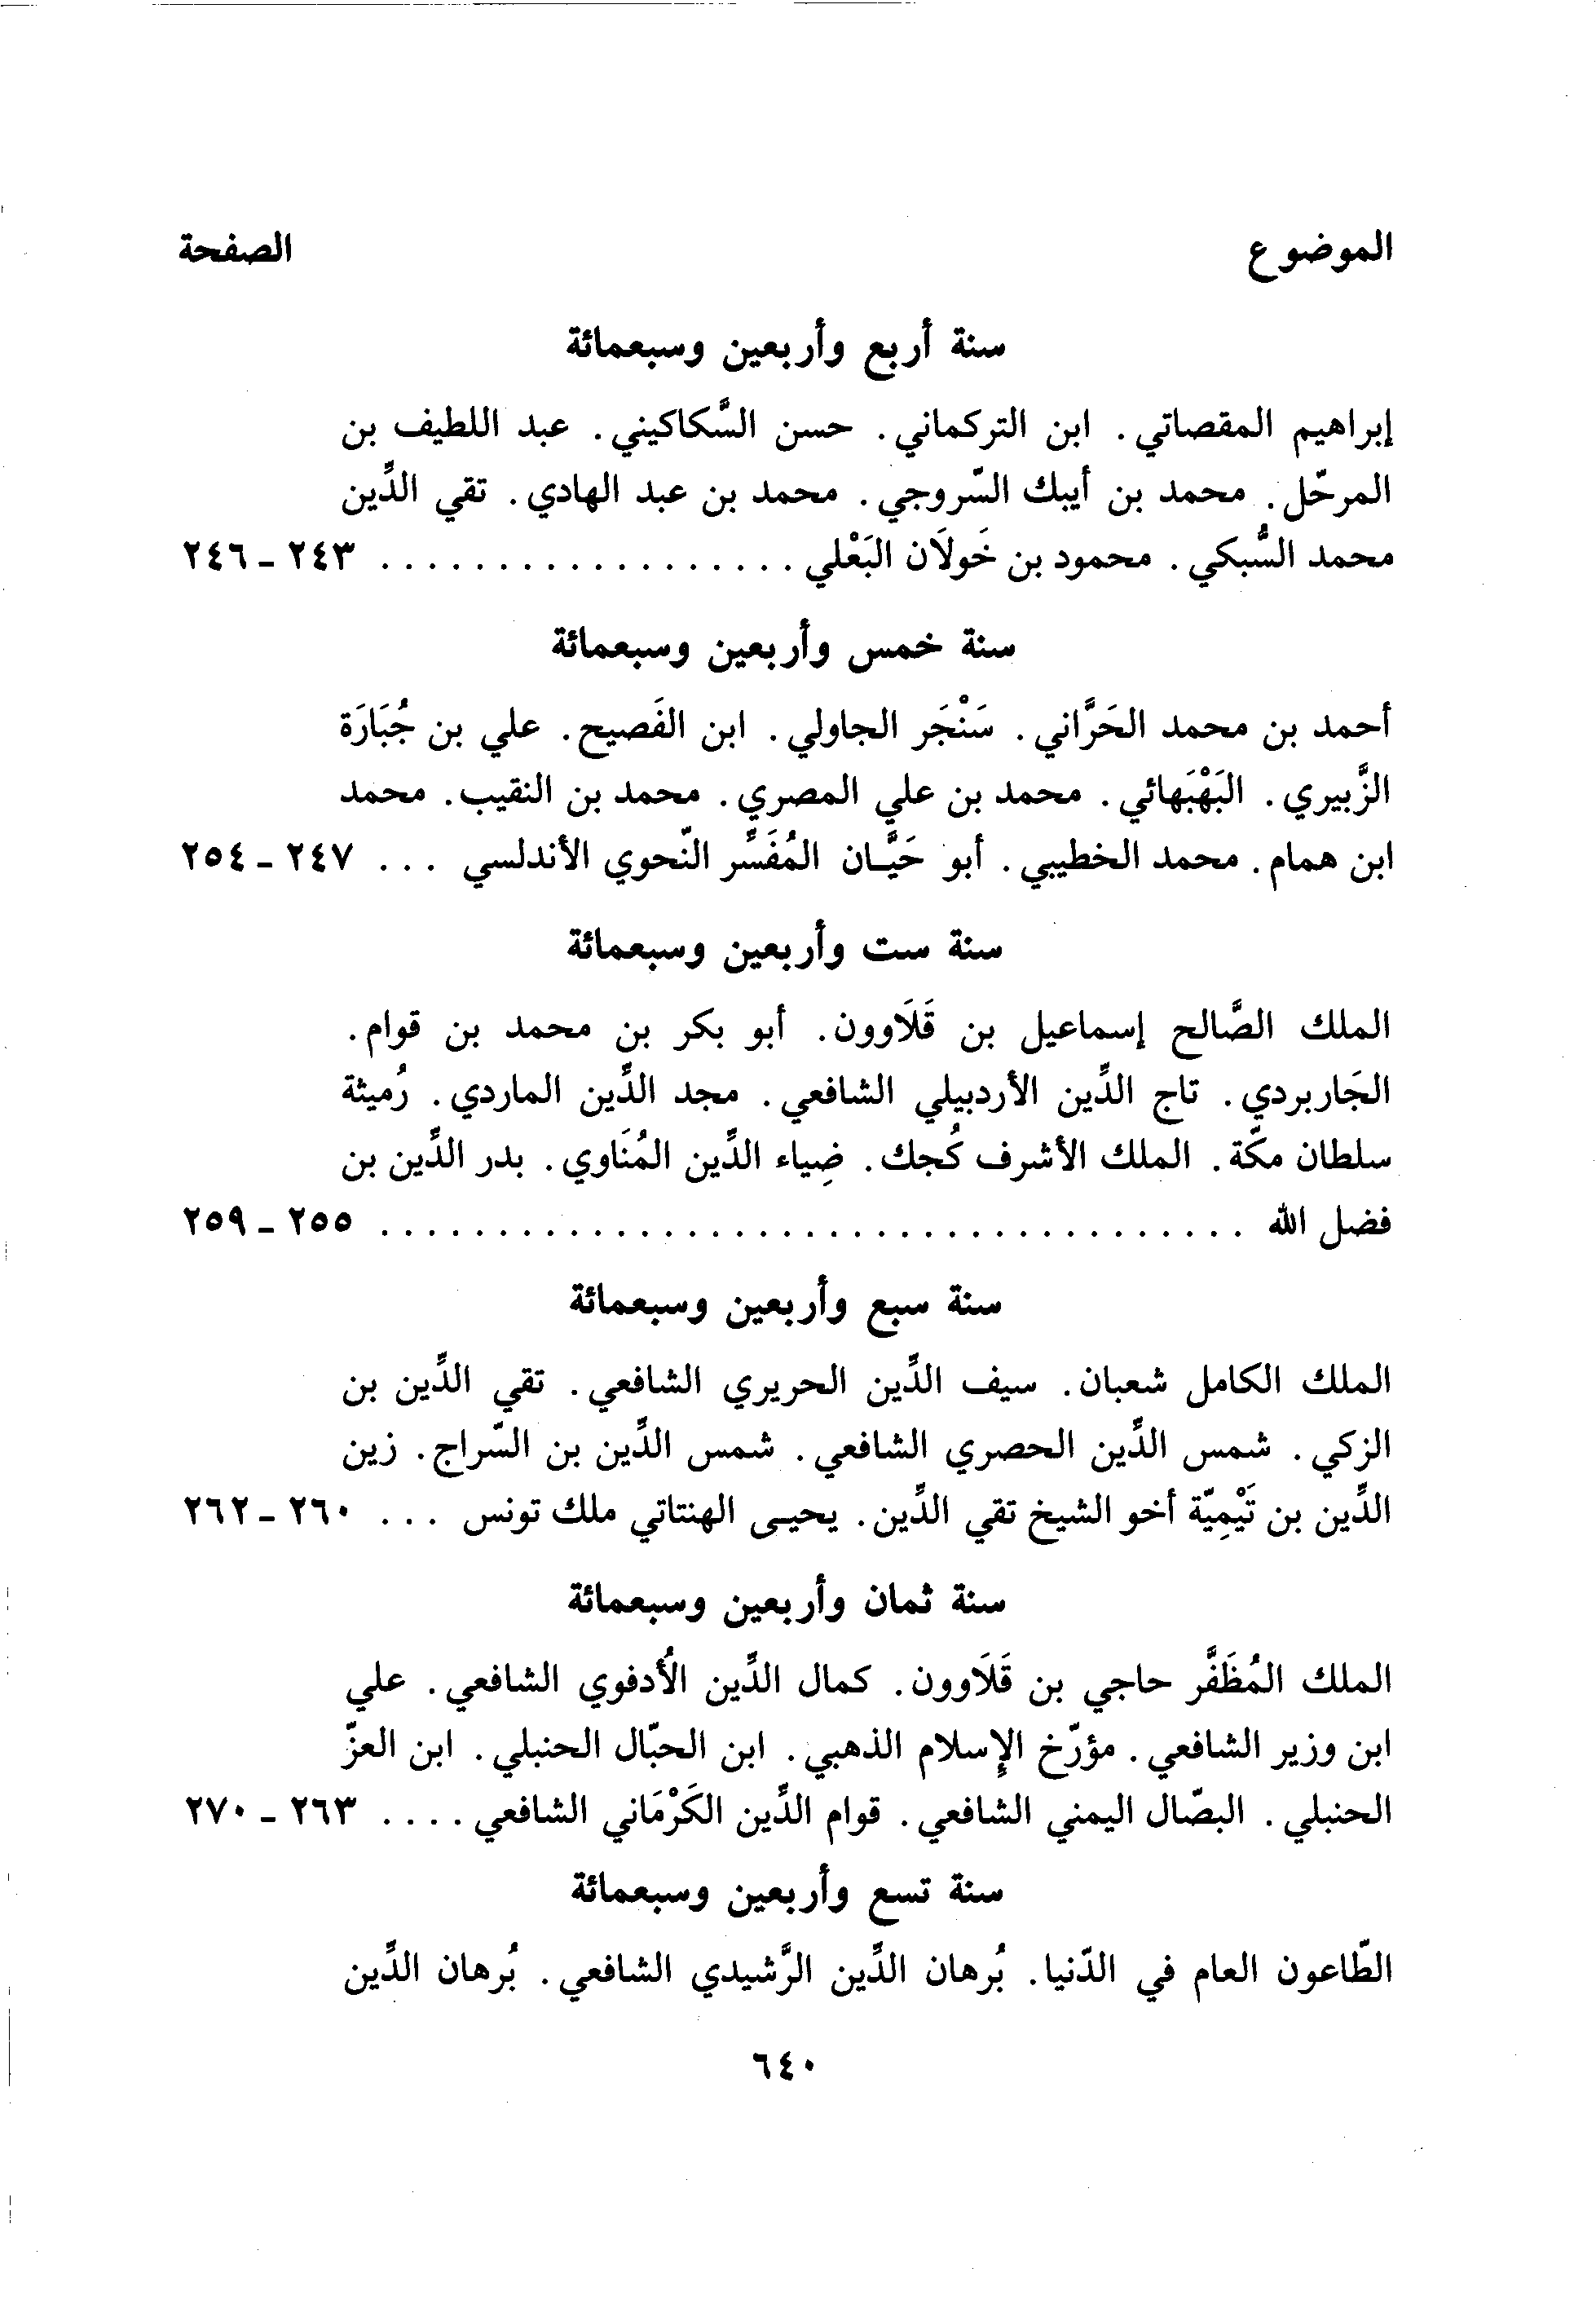 الموضوع الصفحة
سنة أربع وأربعين وسبعمائة
إبراهيم المقصاتي. ابن التركماني. حسن السَّكاكيني. عبد اللطيف بن
المرحّل. محمد بن أيبك السّروجي. محمد بن عبد الهادي. تقي الدِّين
محمد السُّبكي. محمود بن خَولَان البَعْلي . . . . . . . . . . . . . . . . . . ٢٤٣ - ٢٤٦
سنة خمس وأربعين وسبعمائة
أحمد بن محمد الحَرَّاني. سَنْجَر الجاولي. ابن الفَصيح. علي بن جُبَارَة
الزَّبيري. البَهْبَهائي. محمد بن علي المصري. محمد بن النقيب. محمد
ابن همام. محمد الخطيبي. أبو حَيَّـان المُفَسِّر النّحوي الأندلسي . . . ٢٤٧ - ٢٥٤
سنة ست وأربعين وسبعمائة
الملك الصَّالح إسماعيل بن قَلَاوون. أبو بكر بن محمد بن قوام.
الجَاربردي. تاج الدِّين الأردبيلي الشافعي. مجد الدِّين الماردي. رُميثة
سلطان مكّة. الملك الأشرف كُجك. ضِياء الدِّين المُنَاوي. بدر الدِّين بن
فضل الله . . . . . . . . . . . . . . . . . . . . . . . . . . . . . . . . . . . . . ٢٥٥ - ٢٥٩
سنة سبع وأربعين وسبعمائة
الملك الكامل شعبان. سيف الدِّين الحريري الشافعي. تقي الدِّين بن
الزكي. شمس الدِّين الحصري الشافعي. شمس الدِّين بن السّراج. زين
الدِّين بن تَيْمِيّة أخو الشيخ تقي الدِّين. يحيـى الهنتاتي ملك تونس . . . ٢٦٠ - ٢٦٢
سنة ثمان وأربعين وسبعمائة
الملك المُظَفَّر حاجي بن قَلَاوون. كمال الدِّين الأُدفوي الشافعي. علي
ابن وزير الشافعي. مؤرّخ الإسلام الذهبي. ابن الحبّال الحنبلي. ابن العزّ
الحنبلي. البصّال اليمني الشافعي. قوام الدِّين الكَرْمَاني الشافعي . . . . ٢٦٣ - ٢٧٠
سنة تسع وأربعين وسبعمائة
الطّاعون العام في الدّنيا. بُرهان الدِّين الرَّشيدي الشافعي. بُرهان الدِّين
٦٤٠